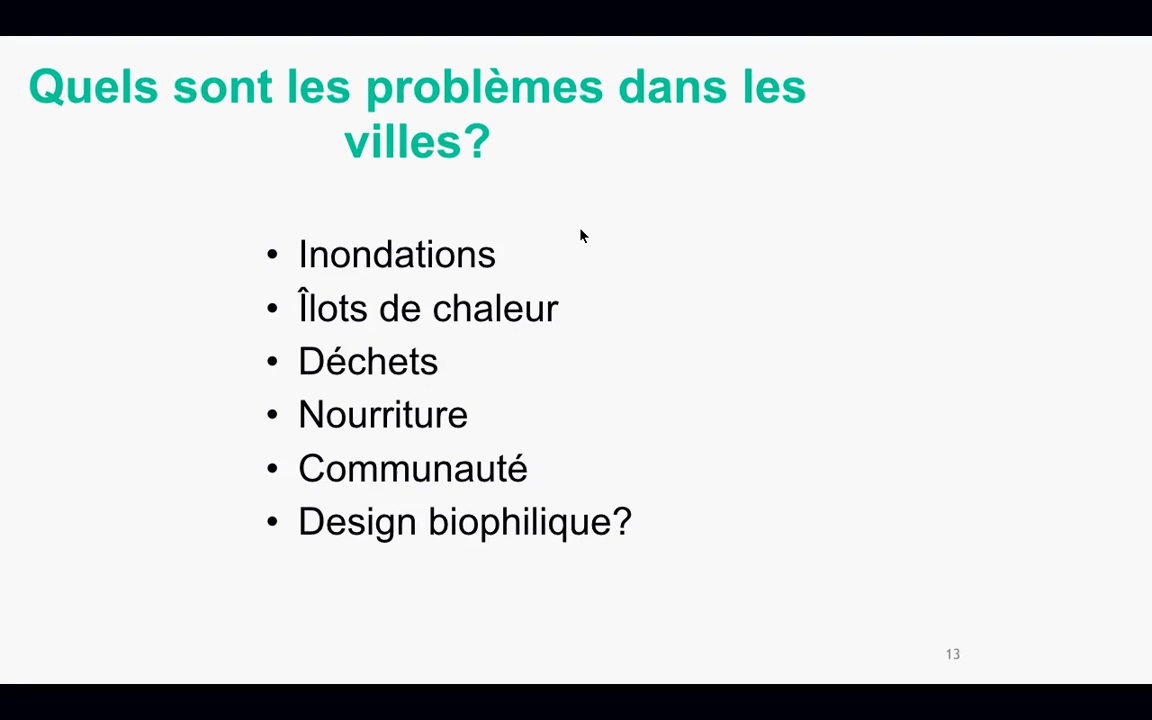 Quels sont les problèmes dans les
villes?
• Inondations
• Îlots de chaleur
• Déchets
• Nourriture
• Communauté
• Design biophilique?
13